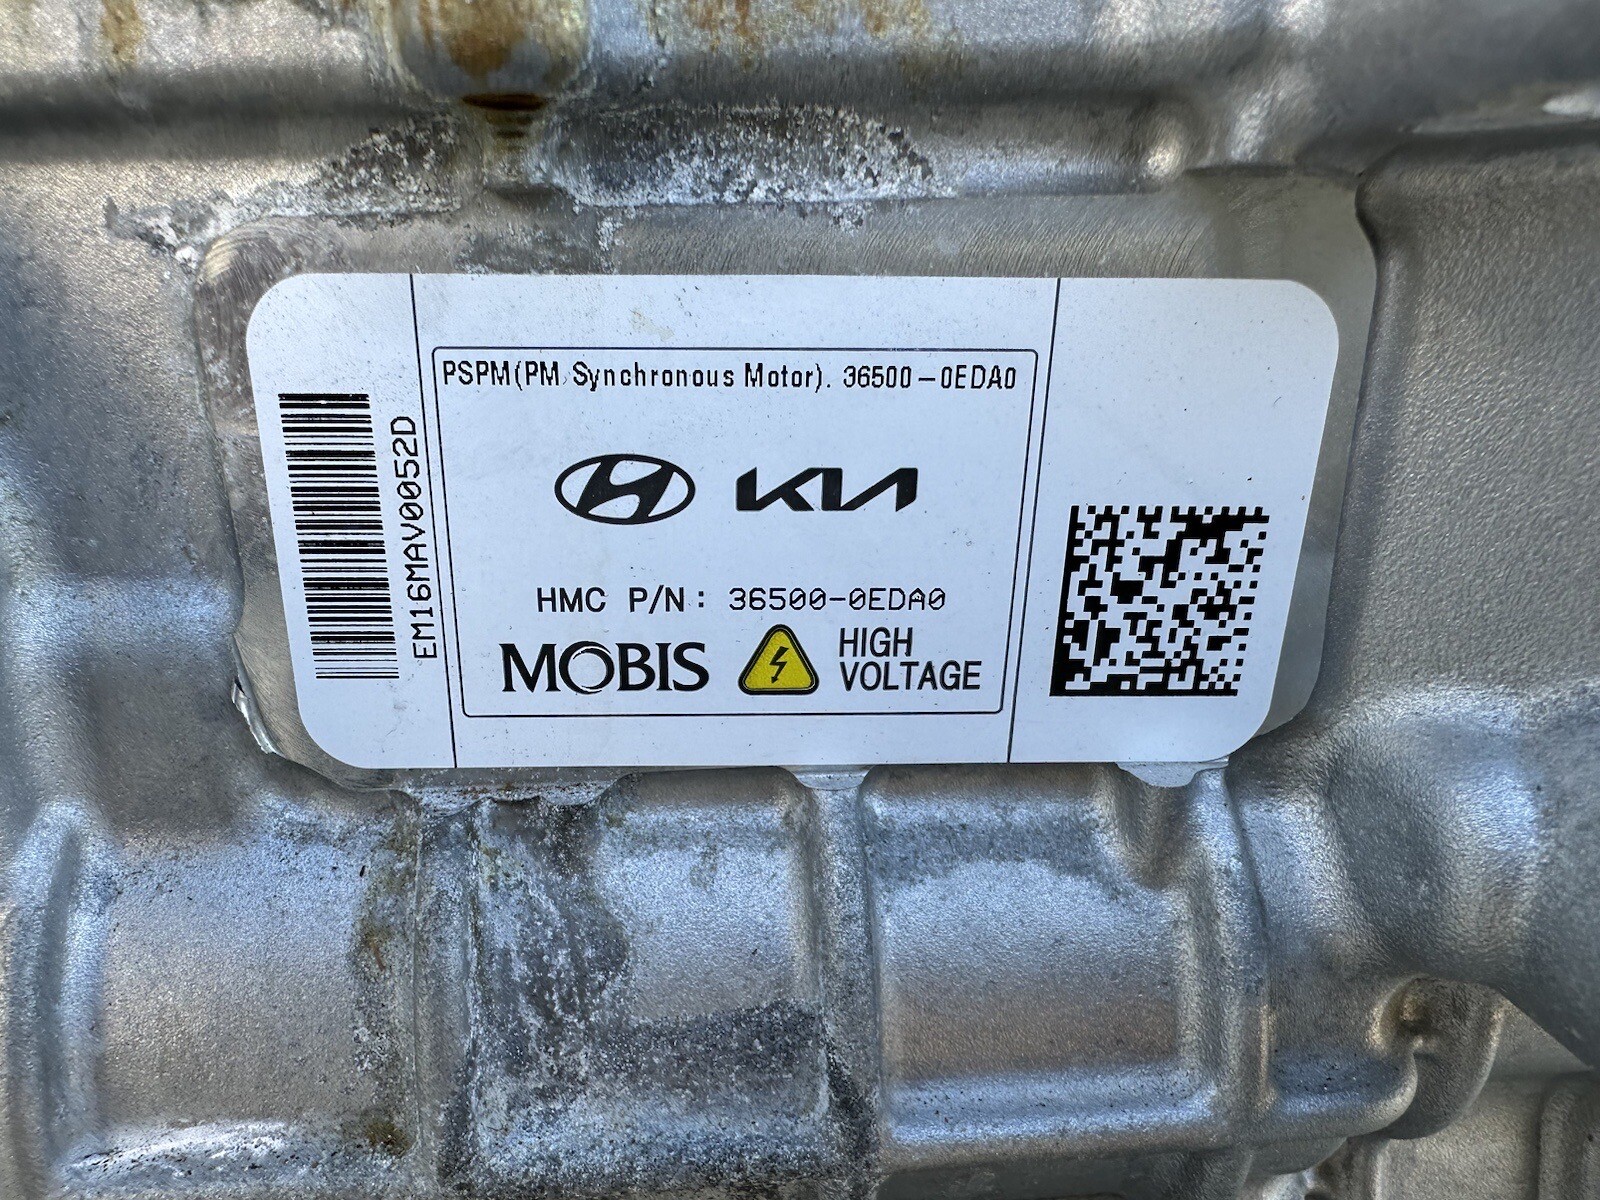 PSPM(PM Synchronous Motor). 36500-0EDA0
EM16MAV0052D
KIA
HMC P/N: 36500-0EDA0
MOBIS
HIGH
VOLTAGE